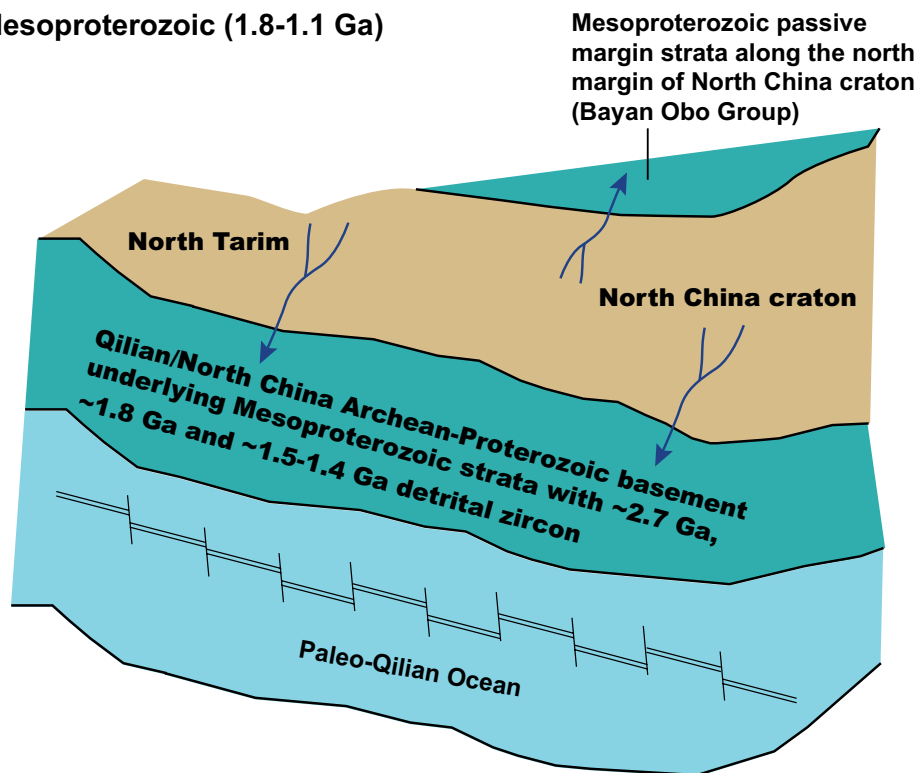 Mesoproterozoic (1.8-1.1 Ga)
Mesoproterozoic passive
margin strata along the north
margin of North China craton
(Bayan Obo Group)
North Tarim
North China craton
Qilian/North China Archean-Proterozoic basement
underlying Mesoproterozoic strata with ~2.7 Ga,
~1.8 Ga and ~1.5-1.4 Ga detrital zircon
Paleo-Qilian Ocean